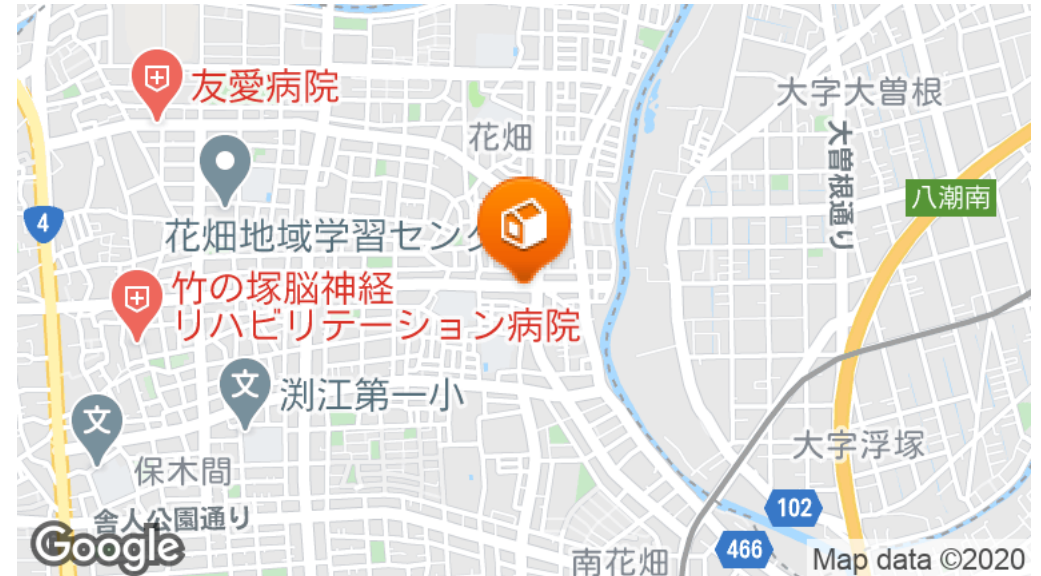 友愛病院
花畑
大字大曽根
大曽根通り
八潮南
4
花畑地域学習セン
竹の塚脳神経
リハビリテーション病院
文
渕江第一小
文
大字浮塚
保木間
102
舎人公園通り
466
Google
南花畑
Map data ©2020